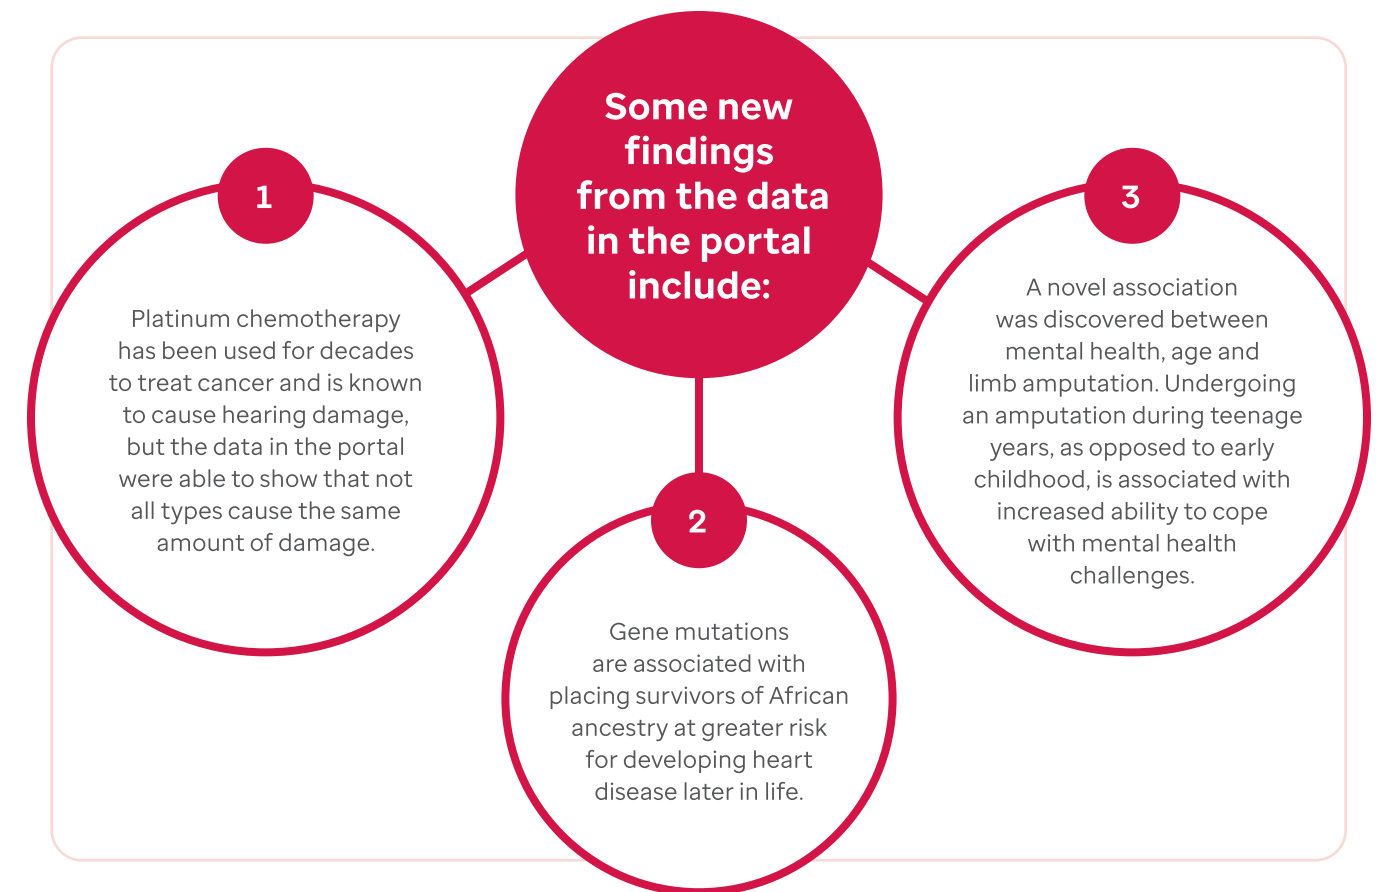 Some new
findings
from the data
in the portal
include:
1
Platinum chemotherapy
has been used for decades
to treat cancer and is known
to cause hearing damage,
but the data in the portal
were able to show that not
all types cause the same
amount of damage.
2
Gene mutations
are associated with
placing survivors of African
ancestry at greater risk
for developing heart
disease later in life.
3
A novel association
was discovered between
mental health, age and
limb amputation. Undergoing
an amputation during teenage
years, as opposed to early
childhood, is associated with
increased ability to cope
with mental health
challenges.